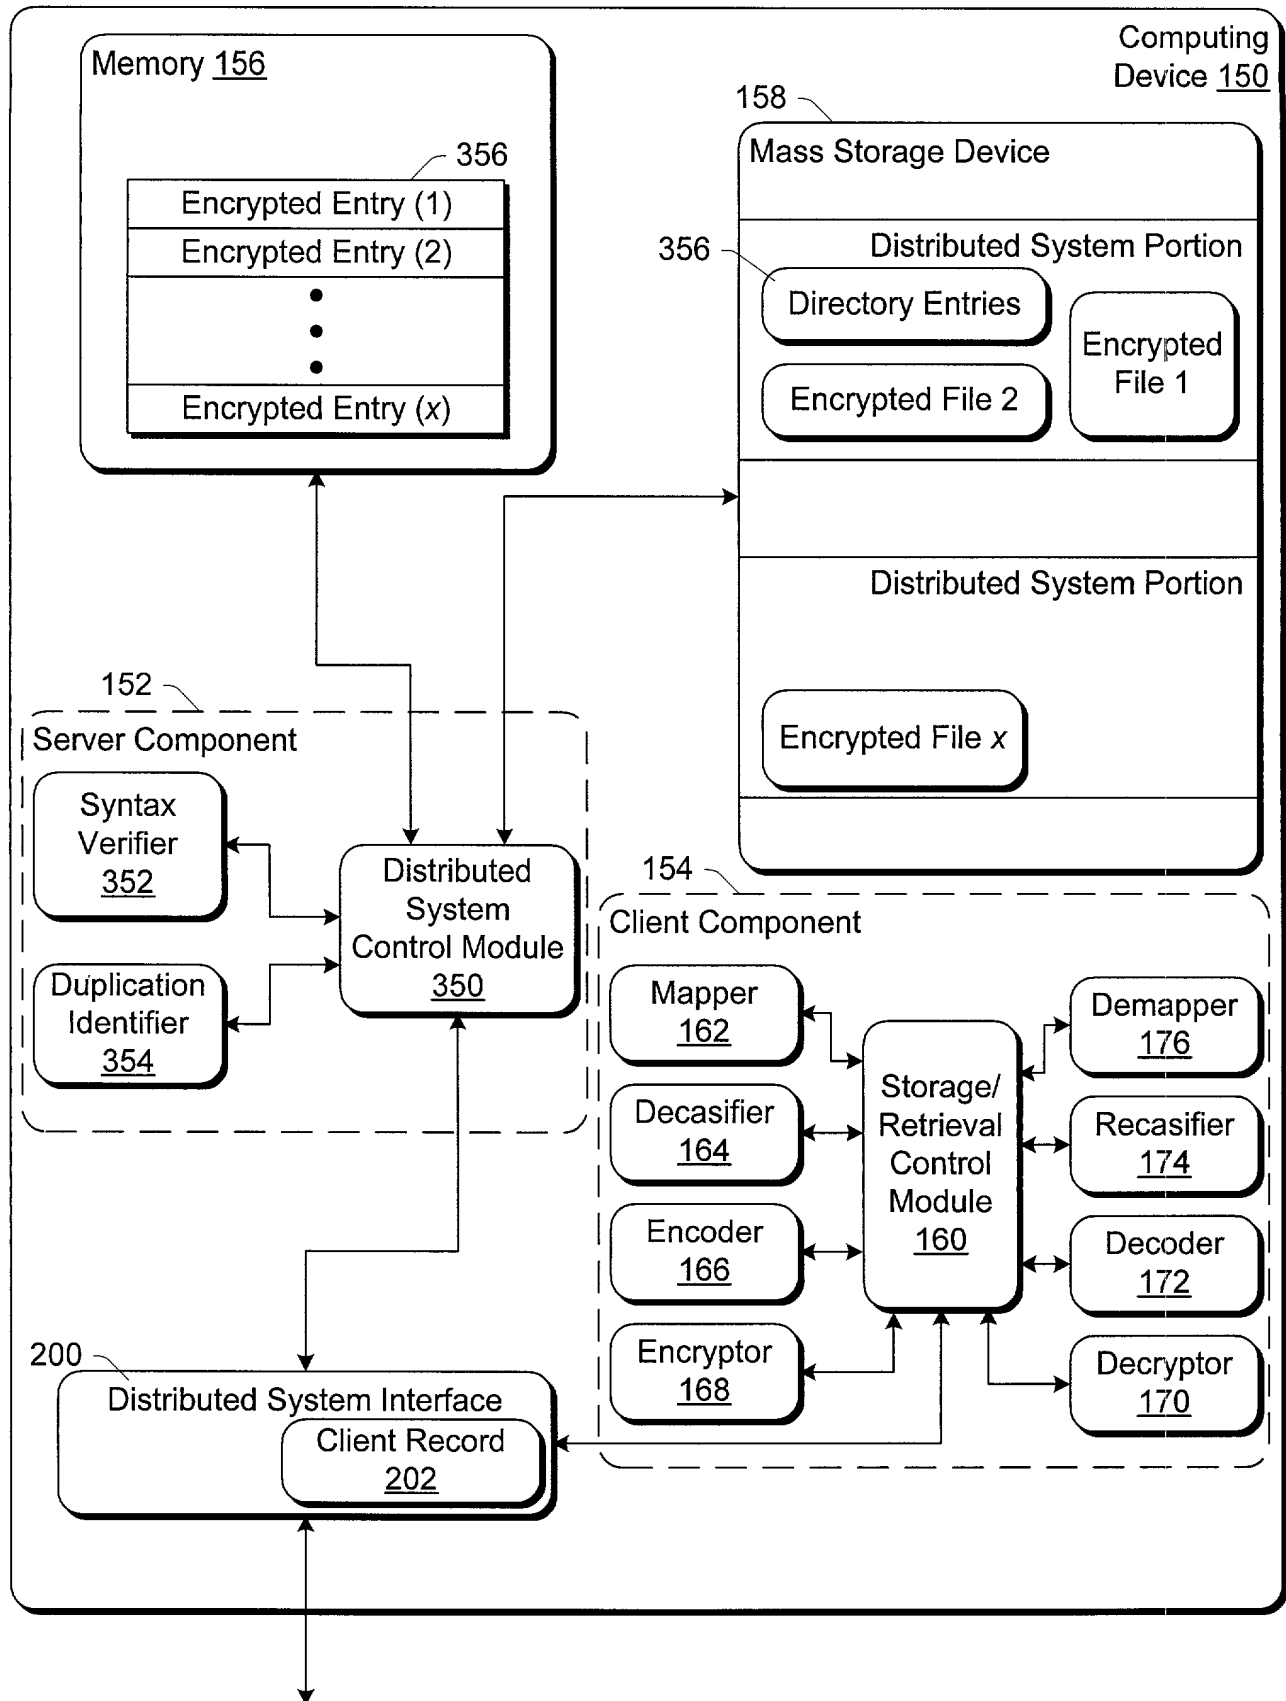 Computing
Device 150
Memory 156
356
Encrypted Entry (1)
Encrypted Entry (2)
Encrypted Entry (x)
158
Mass Storage Device
Distributed System Portion
356
Directory Entries
Encrypted
File 1
Encrypted File 2
Distributed System Portion
Encrypted File x
152
Server Component
Syntax
Verifier
352
Duplication
Identifier
354
Distributed
System
Control Module
350
154
Client Component
Mapper
162
Decasifier
164
Encoder
166
Encryptor
168
Storage/
Retrieval
Control
Module
160
Demapper
176
Recasifier
174
Decoder
172
Decryptor
170
200
Distributed System Interface
Client Record
202